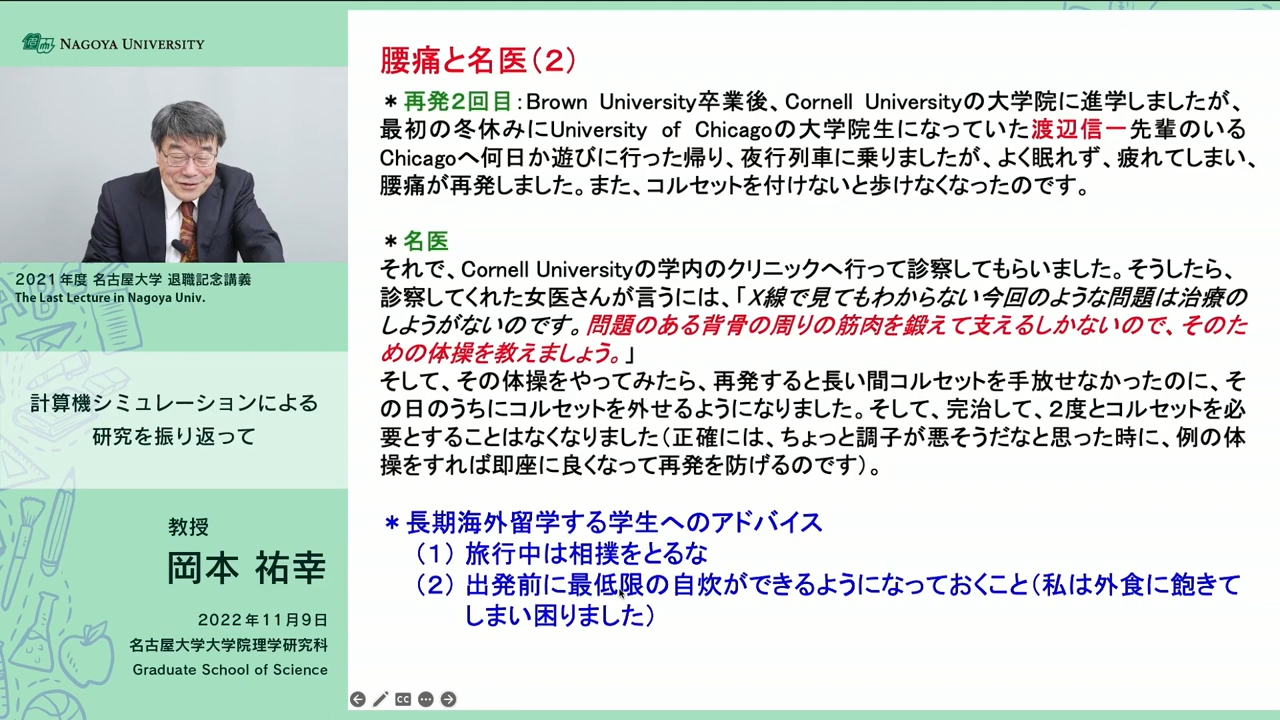 NAGOYA UNIVERSITY
2021年度 名古屋大学 退職記念講義
The Last Lecture in Nagoya Univ.
計算機シミュレーションによる
研究を振り返って
教授
岡本 祐幸
2022年11月9日
名古屋大学大学院理学研究科
Graduate School of Science
腰痛と名医（２）
＊再発２回目：Brown University卒業後、Cornell Universityの大学院に進学しましたが、
最初の冬休みにUniversity of Chicagoの大学院生になっていた渡辺信一先輩のいる
Chicagoへ何日か遊びに行った帰り、夜行列車に乗りましたが、よく眠れず、疲れてしまい、
腰痛が再発しました。また、コルセットを付けないと歩けなくなったのです。
＊名医
それで、Cornell Universityの学内のクリニックへ行って診察してもらいました。そうしたら、
診察してくれた女医さんが言うには、「X線で見てもわからない今回のような問題は治療の
しようがないのです。問題のある背骨の周りの筋肉を鍛えて支えるしかないので、そのた
めの体操を教えましょう。」
そして、その体操をやってみたら、再発すると長い間コルセットを手放せなかったのに、そ
の日のうちにコルセットを外せるようになりました。そして、完治して、２度とコルセットを必
要とすることはなくなりました（正確には、ちょっと調子が悪そうだなと思った時に、例の体
操をすれば即座に良くなって再発を防げるのです）。
＊長期海外留学する学生へのアドバイス
（１） 旅行中は相撲をとるな
（２） 出発前に最低限の自炊ができるようになっておくこと（私は外食に飽きて
しまい困りました）
CC